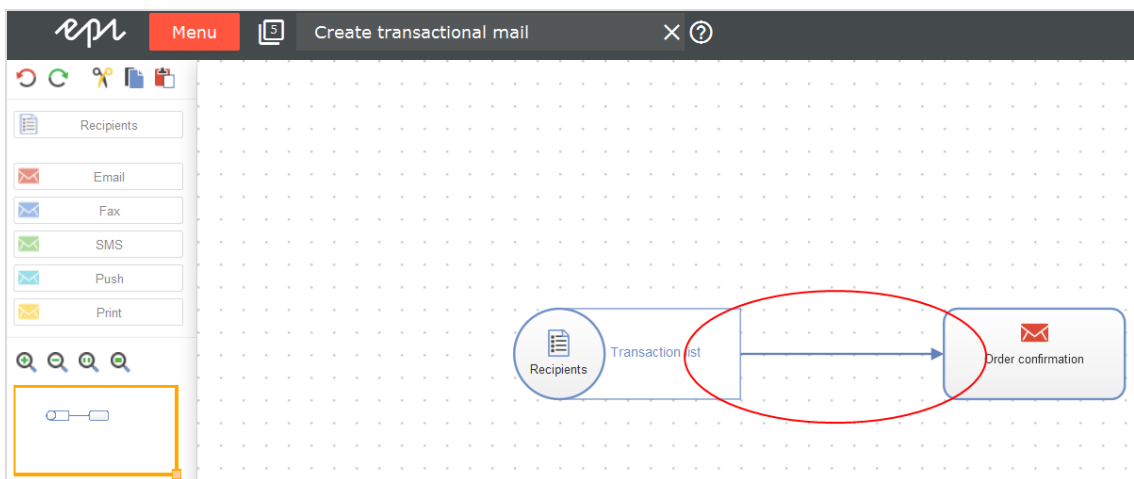 epi Menu 5 Create transactional mail
Recipients
Email
Fax
SMS
Push
Print
Recipients
Transaction list
Order confirmation